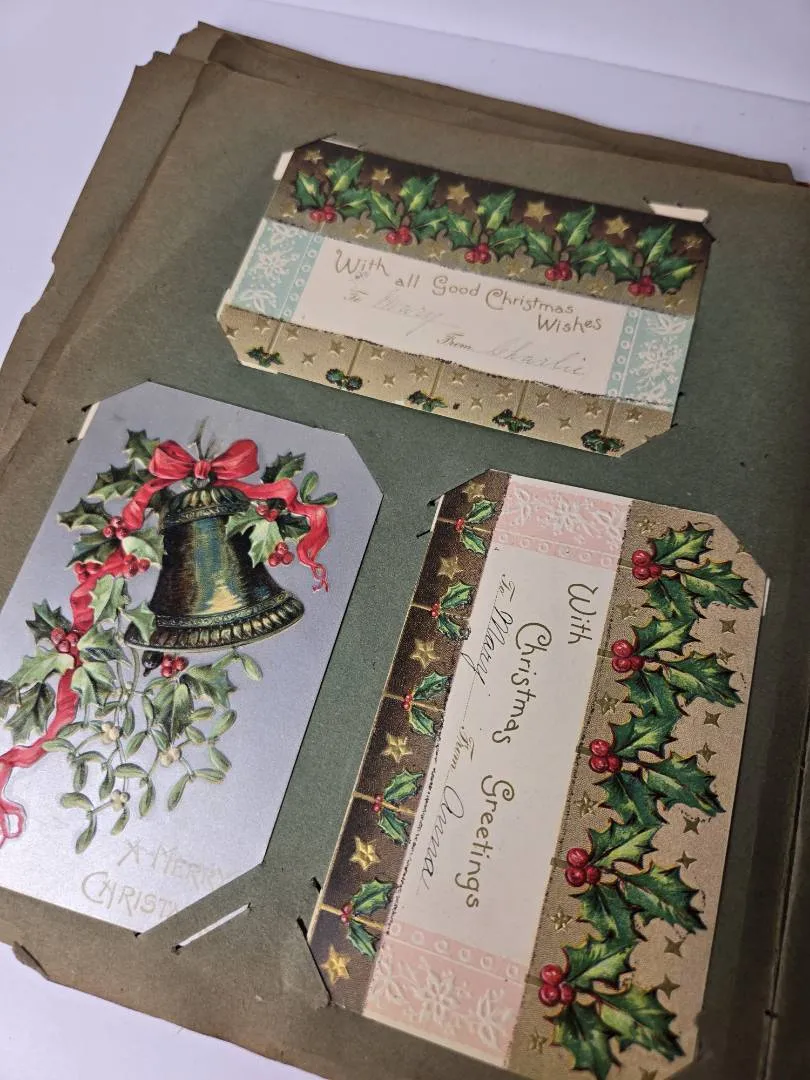 With all Good Christmas
Wishes
To Mary
From Charlie
With
Christmas Greetings
To Mary From Anna
A MERRY
CHRIST